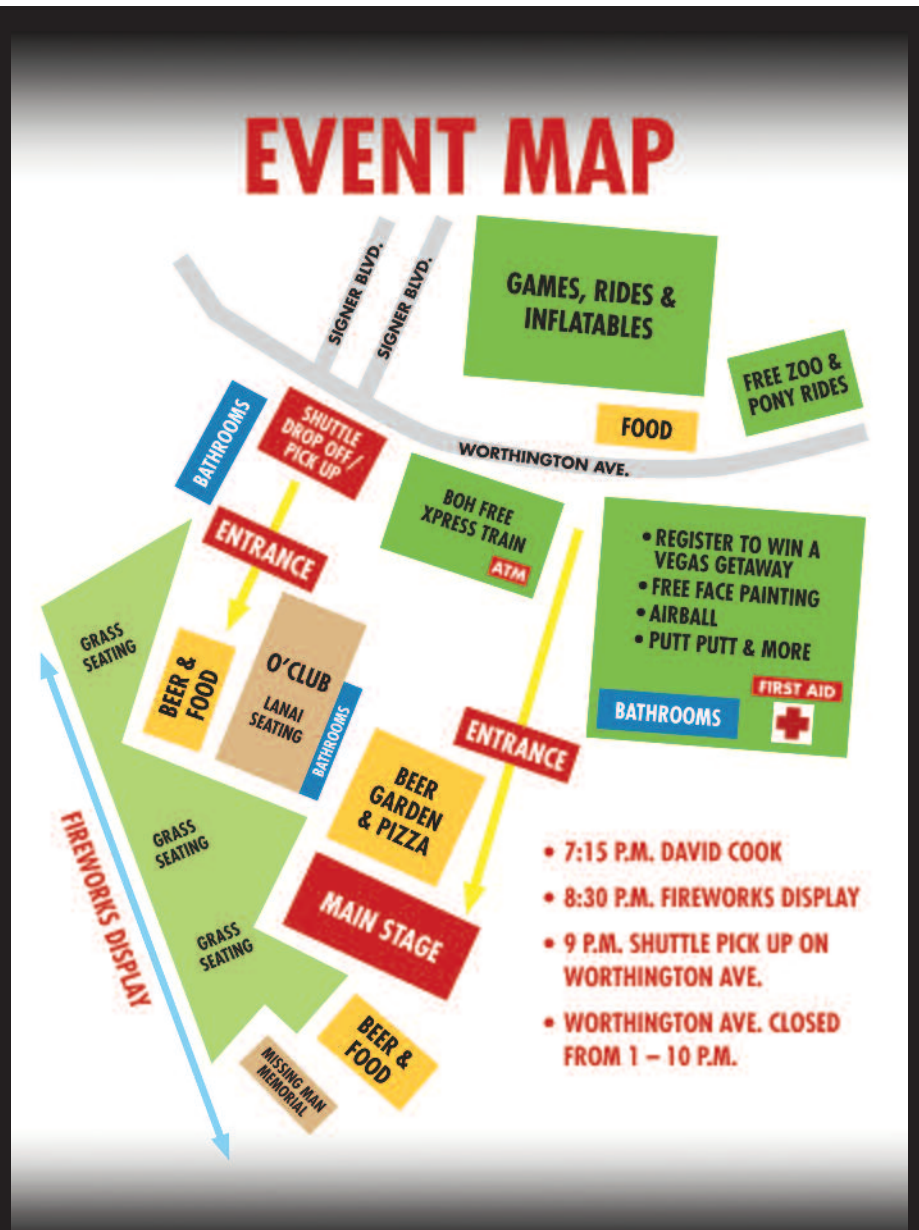 EVENT MAP
SIGNER BLVD.
SIGNER BLVD.
GAMES, RIDES &
INFLATABLES
FREE ZOO &
PONY RIDES
FOOD
WORTHINGTON AVE.
BATHROOMS
SHUTTLE
DROP OFF/
PICK UP
BOH FREE
XPRESS TRAIN
ATM
ENTRANCE
• REGISTER TO WIN A
VEGAS GETAWAY
• FREE FACE PAINTING
• AIRBALL
• PUTT PUTT & MORE
FIRST AID
BATHROOMS
GRASS
SEATING
BEER &
FOOD
O'CLUB
LANAI
SEATING
BATHROOMS
ENTRANCE
BEER
GARDEN
& PIZZA
GRASS
SEATING
FIREWORKS DISPLAY
MAIN STAGE
GRASS
SEATING
BEER &
FOOD
MISSING MAN
MEMORIAL
• 7:15 P.M. DAVID COOK
• 8:30 P.M. FIREWORKS DISPLAY
• 9 P.M. SHUTTLE PICK UP ON
WORTHINGTON AVE.
• WORTHINGTON AVE. CLOSED
FROM 1 – 10 P.M.